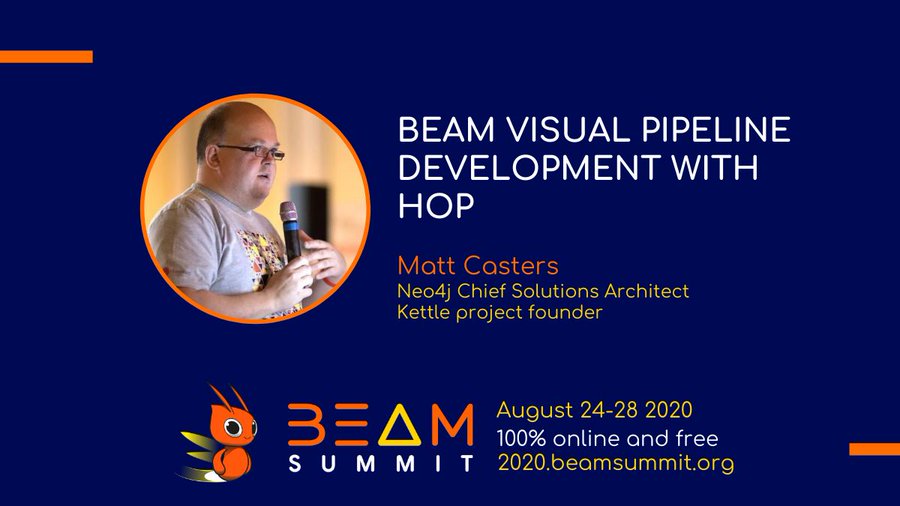 BEAM VISUAL PIPELINE
DEVELOPMENT WITH
HOP
Matt Casters
Neo4j Chief Solutions Architect
Kettle project founder
BEAM
SUMMIT
August 24-28 2020
100% online and free
2020.beamsummit.org